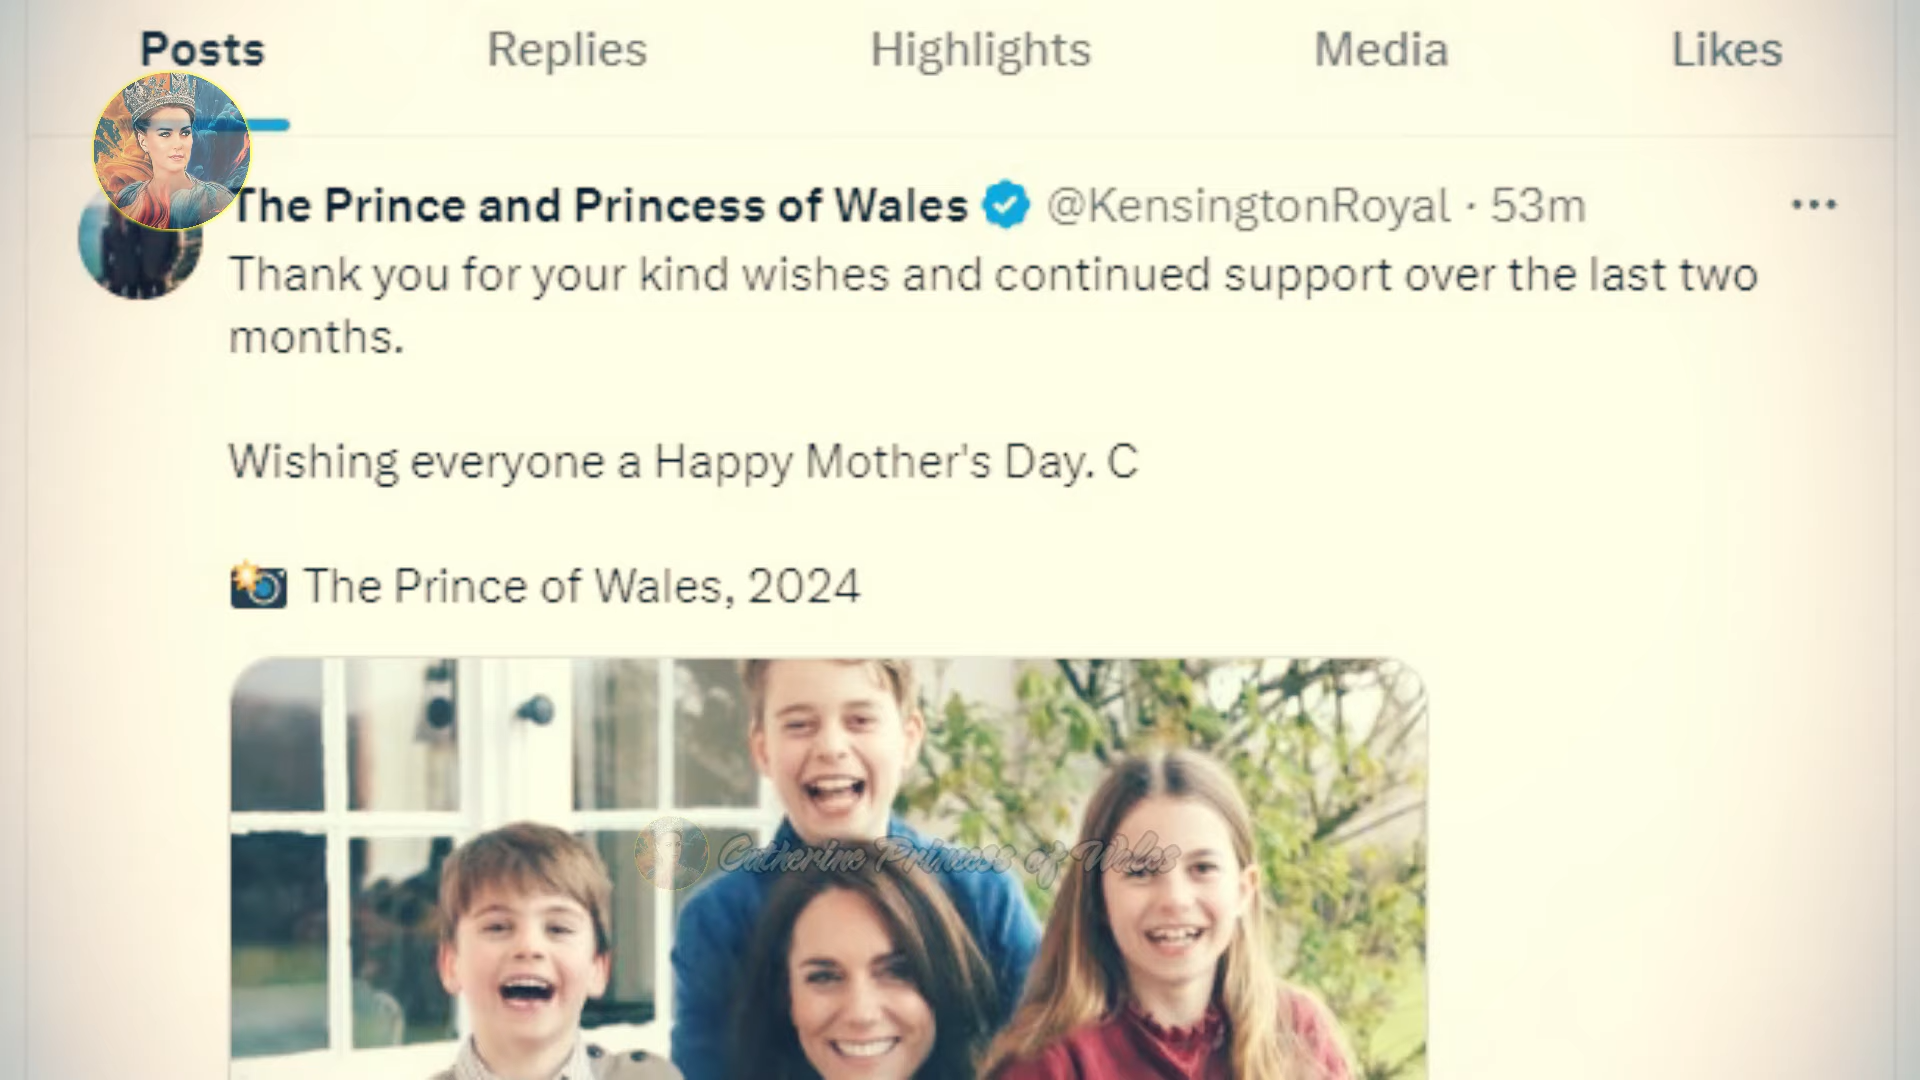 Posts Replies Highlights Media Likes
The Prince and Princess of Wales @KensingtonRoyal · 53m
Thank you for your kind wishes and continued support over the last two
months.
Wishing everyone a Happy Mother's Day. C
The Prince of Wales, 2024
Catherine Princess of Wales